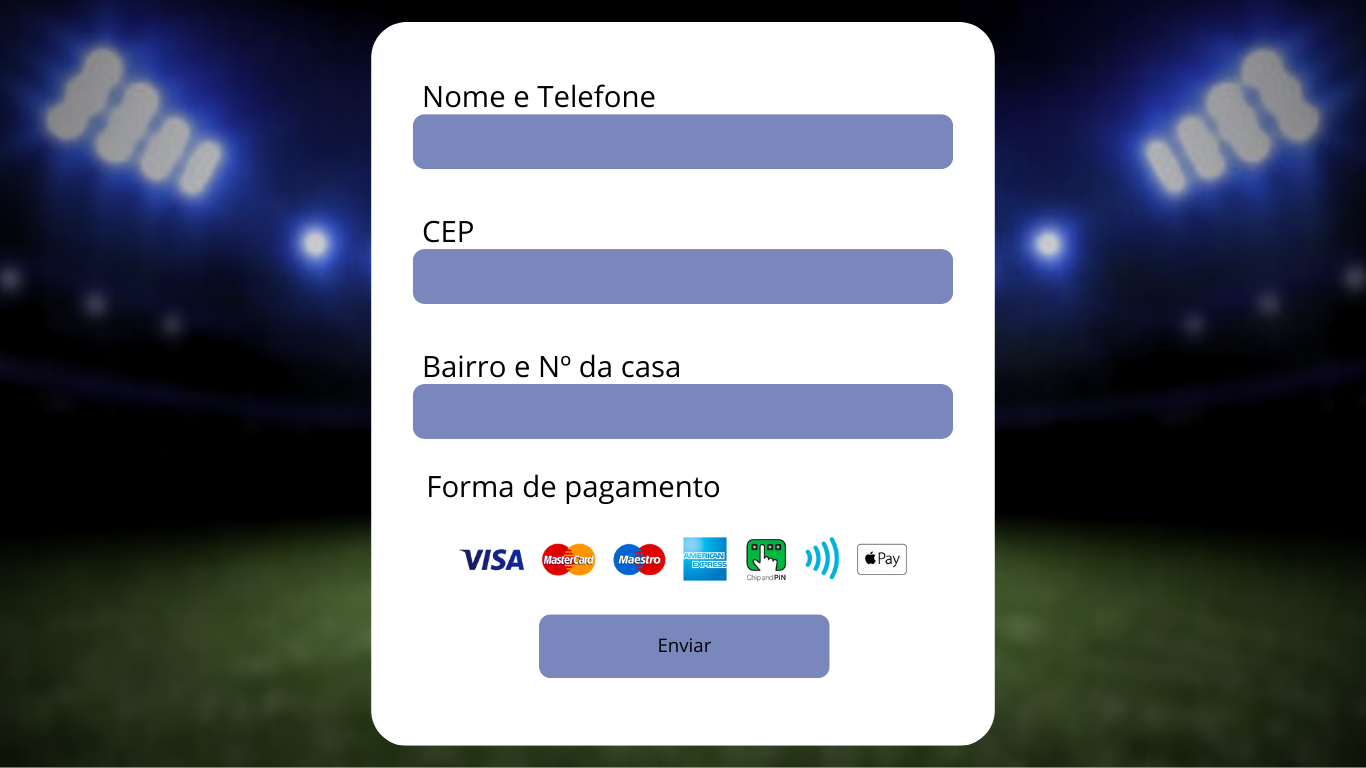 Nome e Telefone
CEP
Bairro e Nº da casa
Forma de pagamento
VISA MasterCard Maestro AMERICAN EXPRESS Chip and PIN Pay
Enviar